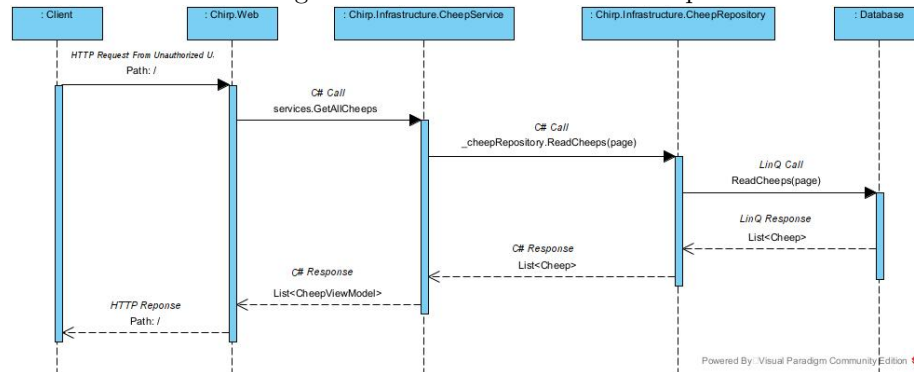 : Client
: Chirp.Web
: Chirp.Infrastructure.CheepService
: Chirp.Infrastructure.CheepRepository
: Database
HTTP Request From Unauthorized U.
Path: /
C# Call
services.GetAllCheeps
C# Call
_cheepRepository.ReadCheeps(page)
LinQ Call
ReadCheeps(page)
LinQ Response
List<Cheep>
C# Response
List<Cheep>
C# Response
List<CheepViewModel>
HTTP Reponse
Path: /
Powered By Visual Paradigm Community Edition